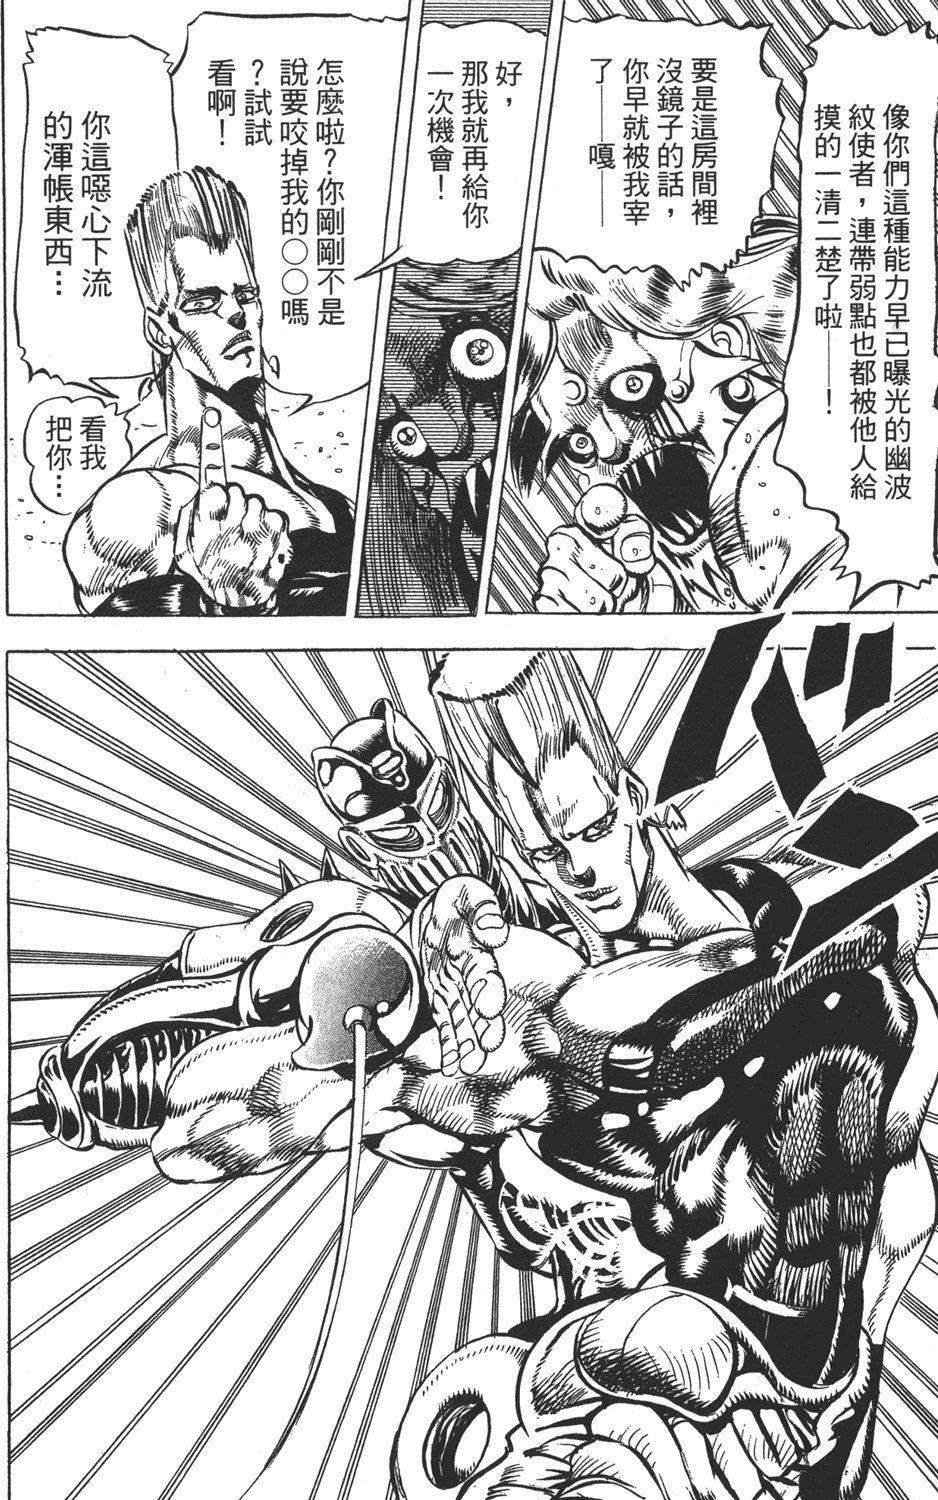 像你們這種能力早已曝光的幽波
紋使者，連帶弱點也都被他人給
摸的一清二楚了啦——！
要是這房間裡
沒鏡子的話，
你早就被我宰
了——嘎——
好，
那我就再給你
一次機會！
怎麼啦？你剛剛不是
說要咬掉我的○○嗎
？試試
看啊！
你這噁心下流
的渾帳東西…
看我
把你…
バン